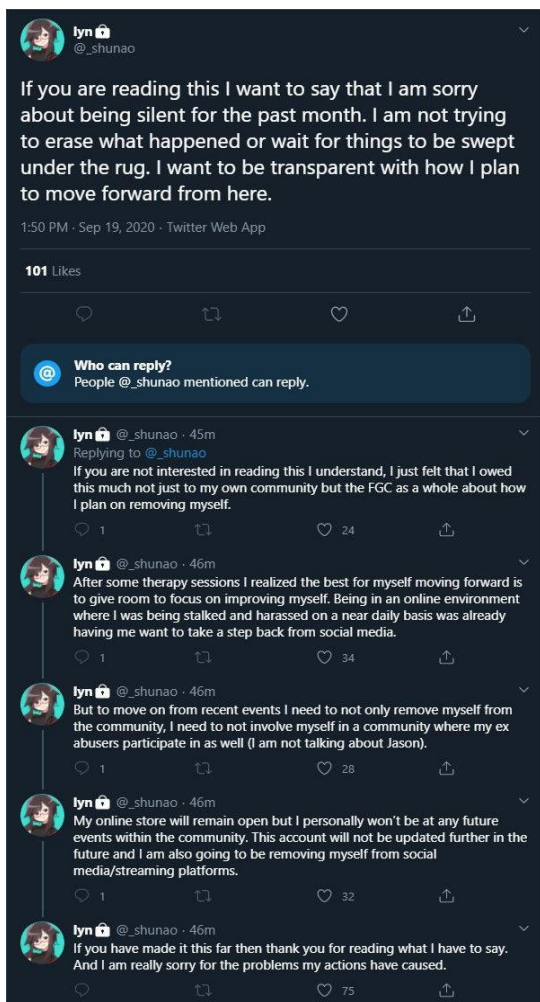 lyn
@_shunao
If you are reading this I want to say that I am sorry
about being silent for the past month. I am not trying
to erase what happened or wait for things to be swept
under the rug. I want to be transparent with how I plan
to move forward from here.
1:50 PM · Sep 19, 2020 · Twitter Web App
101 Likes
Who can reply?
People @_shunao mentioned can reply.
lyn @_shunao · 45m
Replying to @_shunao
If you are not interested in reading this I understand, I just felt that I owed
this much not just to my own community but the FGC as a whole about how
I plan on removing myself.
1 24
lyn @_shunao · 46m
After some therapy sessions I realized the best for myself moving forward is
to give room to focus on improving myself. Being in an online environment
where I was being stalked and harassed on a near daily basis was already
having me want to take a step back from social media.
1 34
lyn @_shunao · 46m
But to move on from recent events I need to not only remove myself from
the community, I need to not involve myself in a community where my ex
abusers participate in as well (I am not talking about Jason).
1 28
lyn @_shunao · 46m
My online store will remain open but I personally won't be at any future
events within the community. This account will not be updated further in the
future and I am also going to be removing myself from social
media/streaming platforms.
1 32
lyn @_shunao · 46m
If you have made it this far then thank you for reading what I have to say.
And I am really sorry for the problems my actions have caused.
75